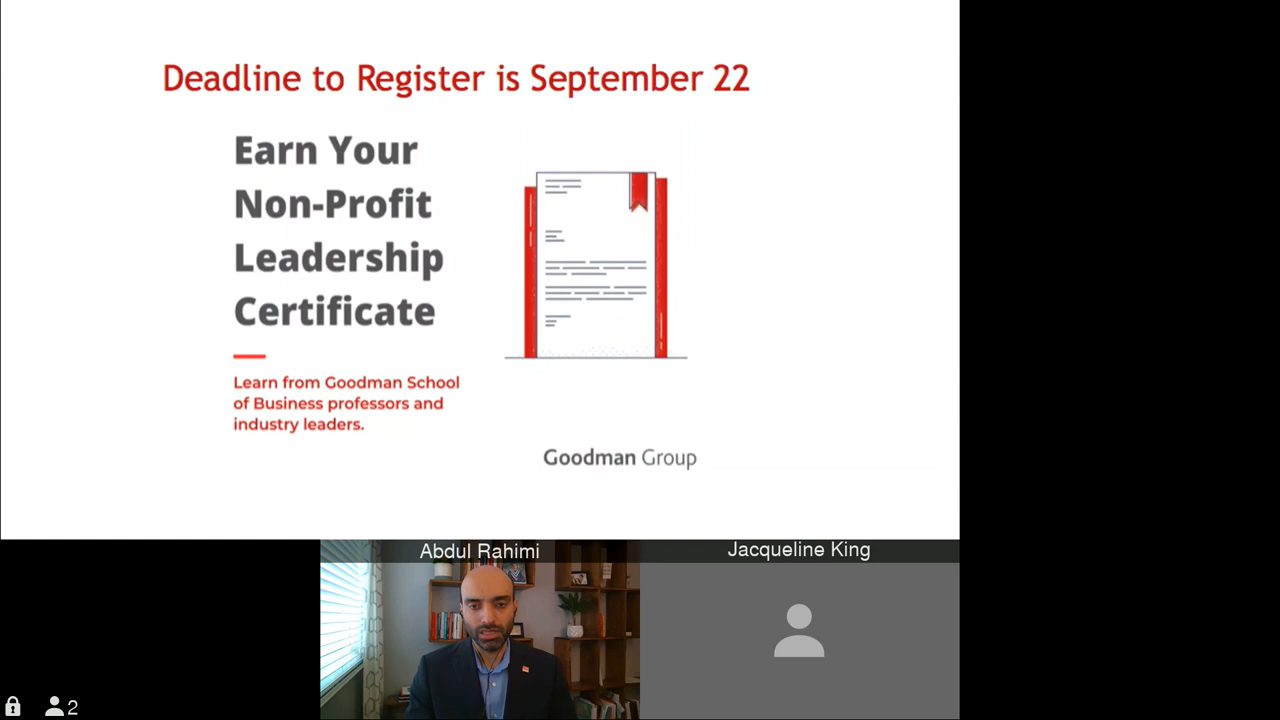 Deadline to Register is September 22
Earn Your
Non-Profit
Leadership
Certificate
Learn from Goodman School
of Business professors and
industry leaders.
Goodman Group
Abdul Rahimi
Jacqueline King
2